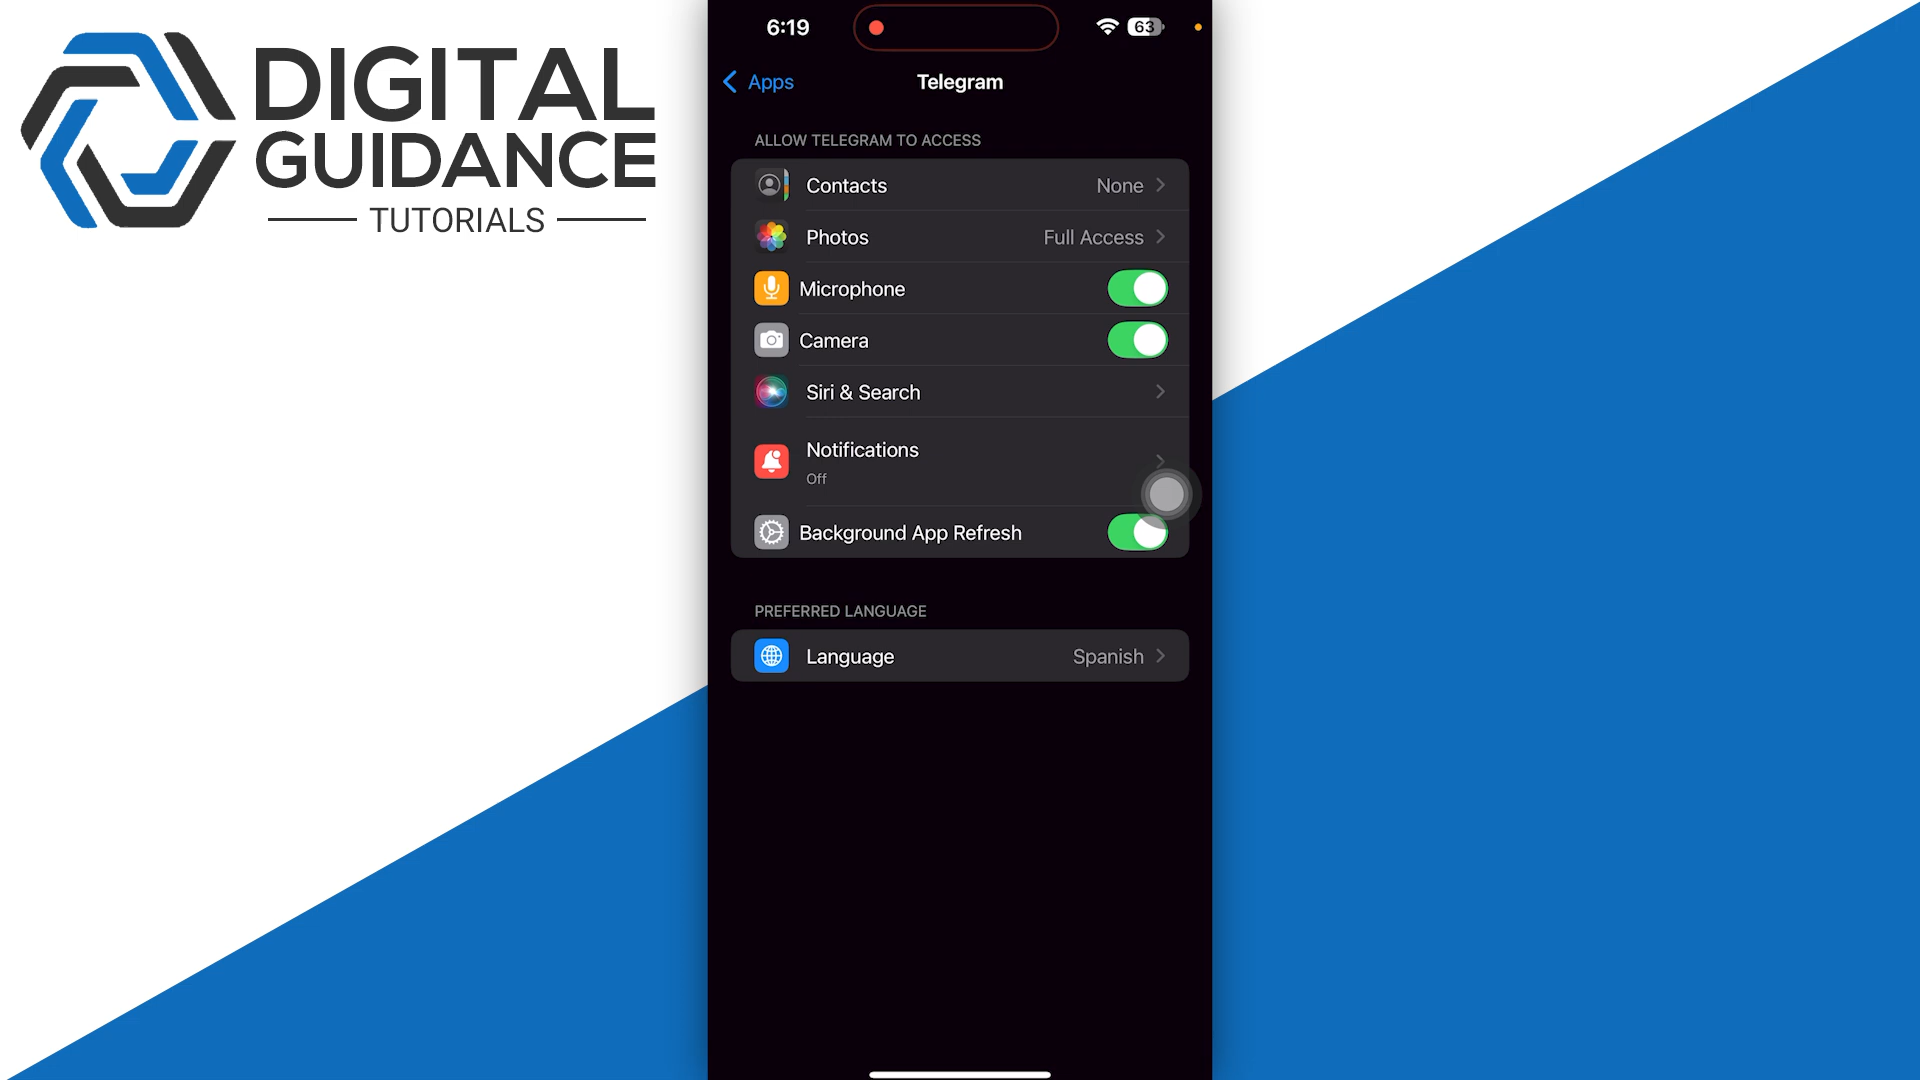 DIGITAL
GUIDANCE
TUTORIALS
6:19
63
Apps
Telegram
ALLOW TELEGRAM TO ACCESS
Contacts None
Photos Full Access
Microphone
Camera
Siri & Search
Notifications
Off
Background App Refresh
PREFERRED LANGUAGE
Language Spanish